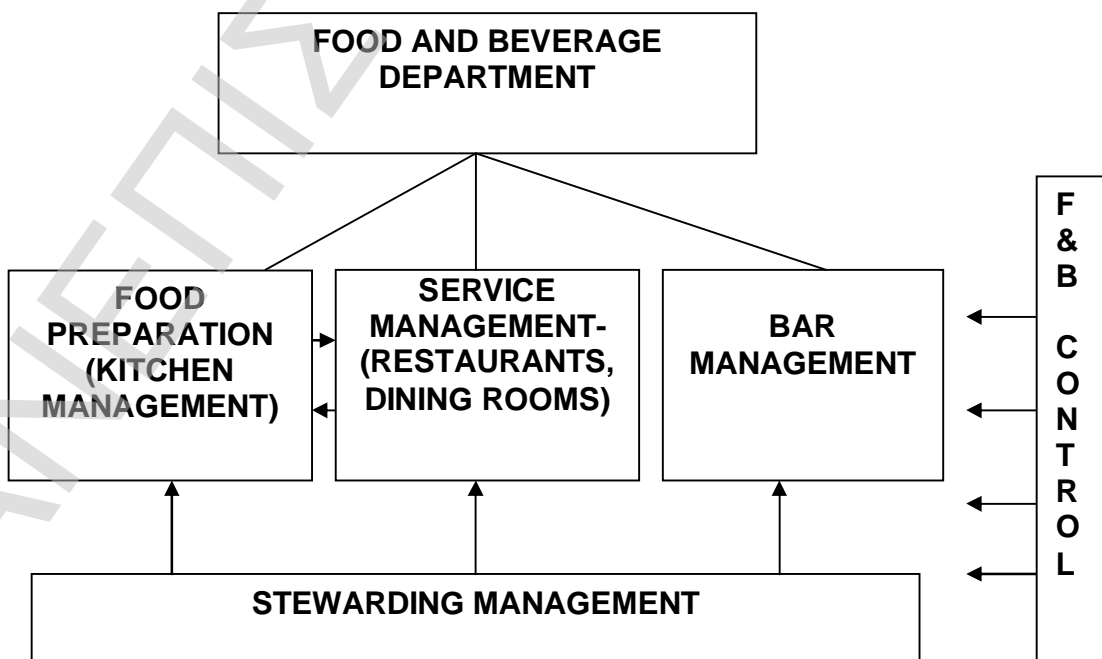 FOOD AND BEVERAGE
DEPARTMENT
FOOD
PREPARATION
(KITCHEN
MANAGEMENT)
SERVICE
MANAGEMENT-
(RESTAURANTS,
DINING ROOMS)
BAR
MANAGEMENT
F
&
B
C
O
N
T
R
O
L
STEWARDING MANAGEMENT